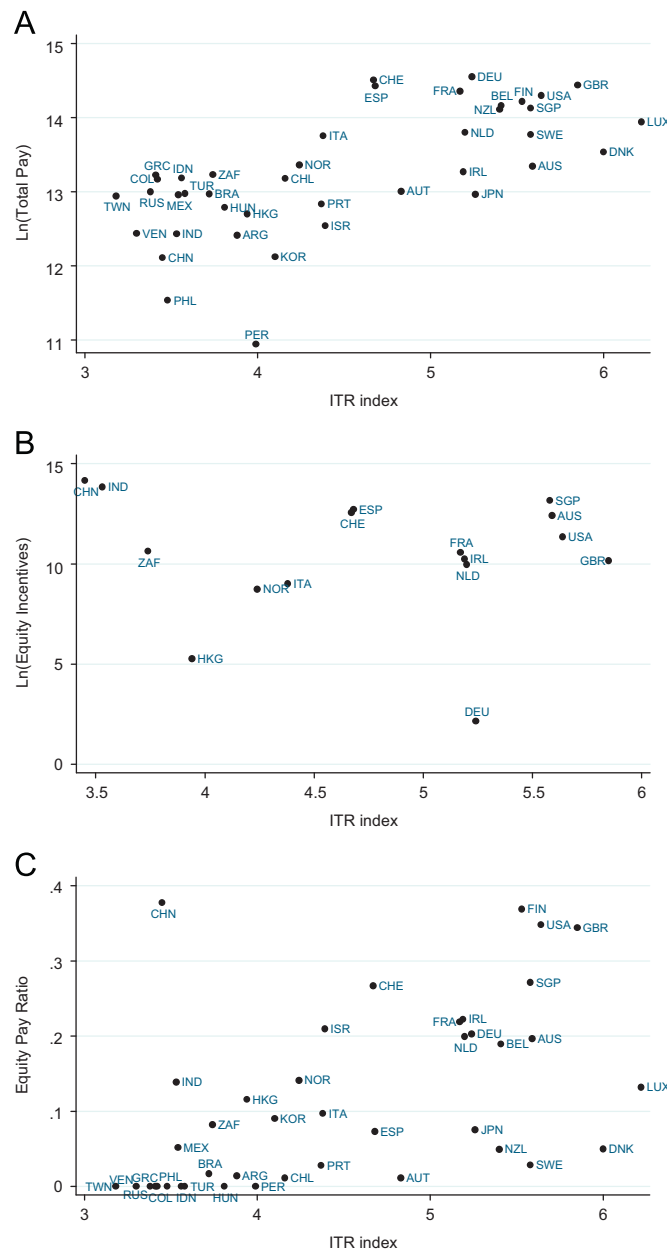 A
15
14
13
12
11
Ln(Total Pay)
CHE
ESP
DEU
FRA
GBR
BEL
FIN
USA
NZL
SGP
LUX
ITA
NLD
SWE
DNK
NOR
CHL
IRL
AUS
GRC
IDN
COL
ZAF
TUR
RUS
MEX
BRA
TWN
HUN
HKG
PRT
AUT
JPN
ISR
VEN
IND
ARG
CHN
KOR
PHL
PER
3 4 5 6
ITR index
B
15
10
5
0
Ln(Equity Incentives)
CHN
IND
ESP
CHE
SGP
AUS
USA
ZAF
FRA
IRL
NLD
GBR
NOR
ITA
HKG
DEU
3.5 4 4.5 5 5.5 6
ITR index
C
.4
.3
.2
.1
0
Equity Pay Ratio
CHN
FIN
USA
GBR
CHE
SGP
ISR
FRA
IRL
DEU
NLD
BEL
AUS
IND
NOR
LUX
HKG
ITA
ZAF
KOR
ESP
JPN
MEX
NZL
DNK
BRA
PRT
SWE
ARG
CHL
AUT
TWN
VEN
GRC
PHL
RUS
COL
IDN
TUR
HUN
PER
3 4 5 6
ITR index